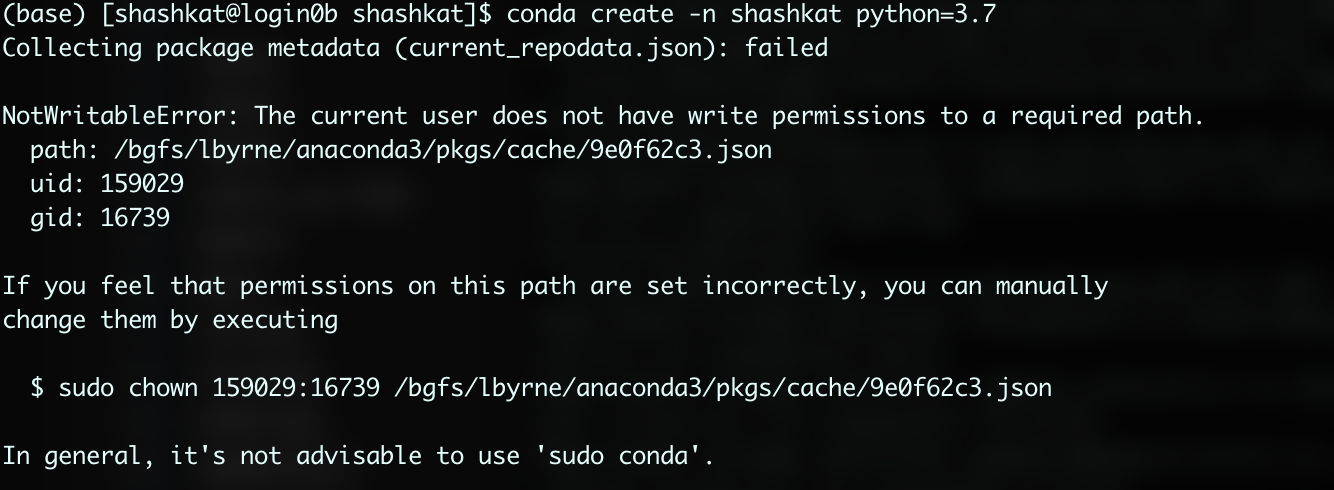 (base) [shashkat@login0b shashkat]$ conda create -n shashkat python=3.7
Collecting package metadata (current_repodata.json): failed
NotWritableError: The current user does not have write permissions to a required path.
path: /bgfs/lbyrne/anaconda3/pkgs/cache/9e0f62c3.json
uid: 159029
gid: 16739
If you feel that permissions on this path are set incorrectly, you can manually
change them by executing
$ sudo chown 159029:16739 /bgfs/lbyrne/anaconda3/pkgs/cache/9e0f62c3.json
In general, it's not advisable to use 'sudo conda'.